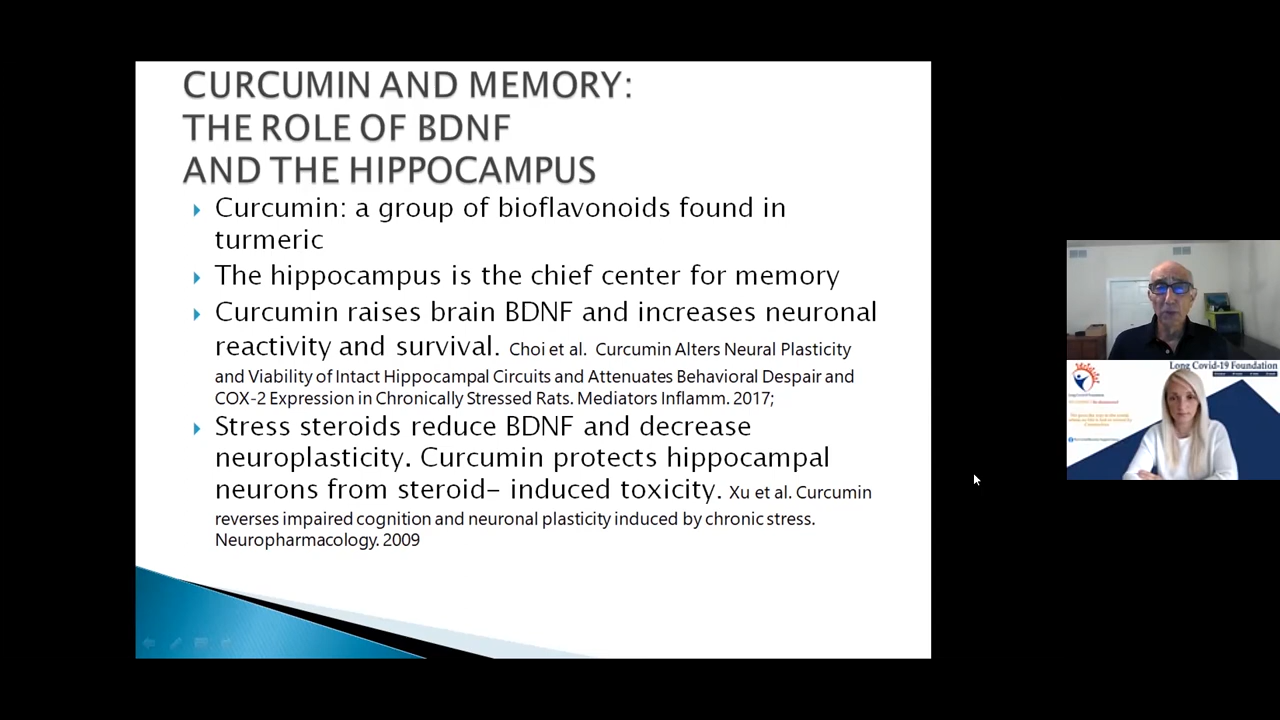 CURCUMIN AND MEMORY:
THE ROLE OF BDNF
AND THE HIPPOCAMPUS
Curcumin: a group of bioflavonoids found in
turmeric
The hippocampus is the chief center for memory
Curcumin raises brain BDNF and increases neuronal
reactivity and survival. Choi et al. Curcumin Alters Neural Plasticity
and Viability of Intact Hippocampal Circuits and Attenuates Behavioral Despair and
COX-2 Expression in Chronically Stressed Rats. Mediators Inflamm. 2017;
Stress steroids reduce BDNF and decrease
neuroplasticity. Curcumin protects hippocampal
neurons from steroid- induced toxicity. Xu et al. Curcumin
reverses impaired cognition and neuronal plasticity induced by chronic stress.
Neuropharmacology. 2009
Long Covid-19 Foundation